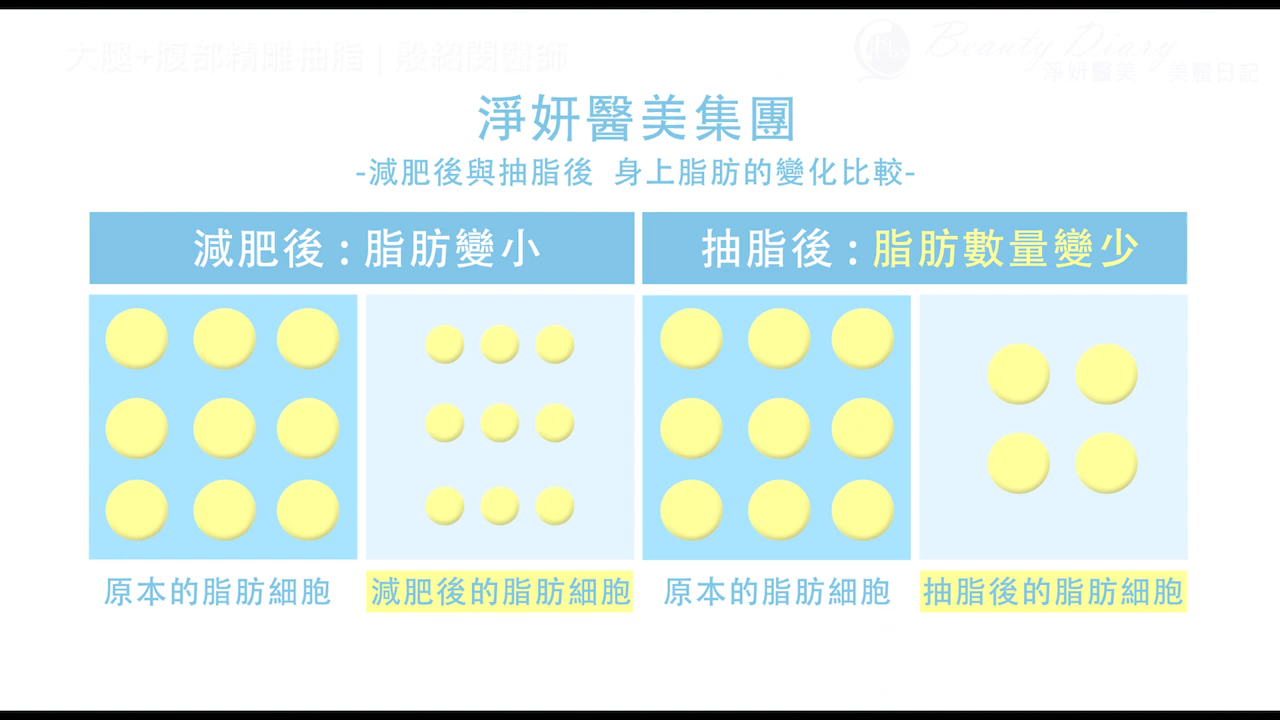 大腿+腹部精雕抽脂 | 殷紹閔醫師
Beauty Diary
淨妍醫美 美麗日記
淨妍醫美集團
-減肥後與抽脂後 身上脂肪的變化比較-
減肥後:脂肪變小
抽脂後:脂肪數量變少
原本的脂肪細胞
減肥後的脂肪細胞
原本的脂肪細胞
抽脂後的脂肪細胞